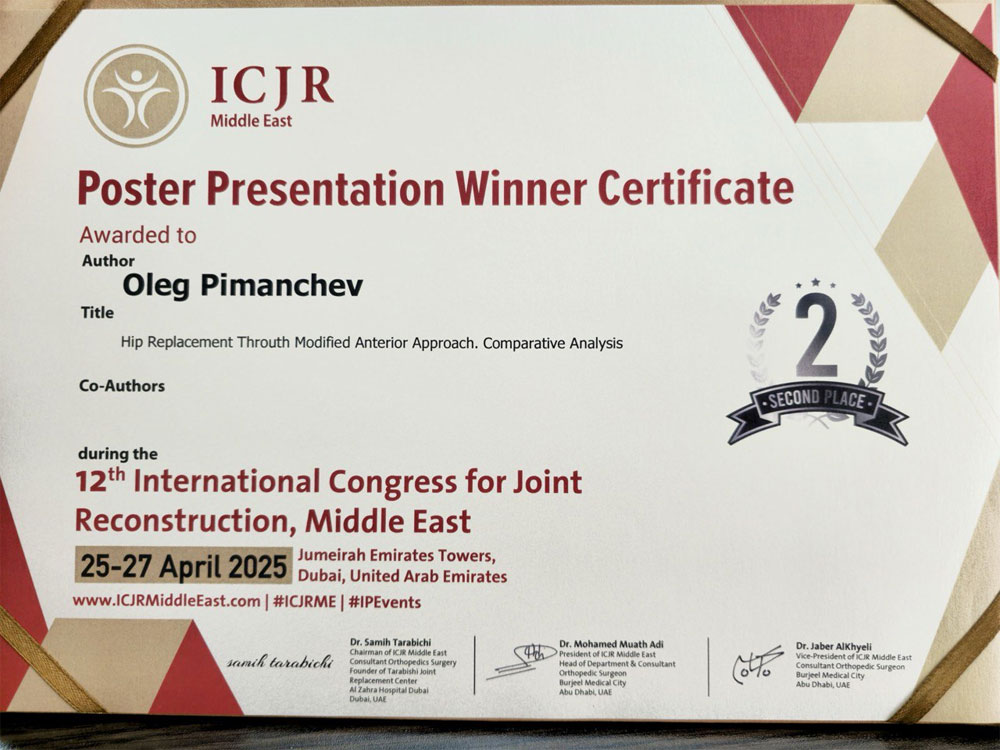 ICJR
Middle East
Poster Presentation Winner Certificate
Awarded to
Author
Oleg Pimanchev
Title
Hip Replacement Throuth Modified Anterior Approach. Comparative Analysis
Co-Authors
2
SECOND PLACE
during the
12th International Congress for Joint
Reconstruction, Middle East
25-27 April 2025
Jumeirah Emirates Towers,
Dubai, United Arab Emirates
www.ICJRMiddleEast.com | #ICJRME | #IPEvents
samih tarabichi
Dr. Samih Tarabichi
Chairman of ICJR Middle East
Consultant Orthopedics Surgery
Founder of Tarabishi Joint
Replacement Center
Al Zahra Hospital Dubai
Dubai, UAE
Dr. Mohamed Muath Adi
President of ICJR Middle East
Head of Department & Consultant
Orthopedic Surgeon
Burjeel Medical City
Abu Dhabi, UAE
Dr. Jaber AlKhyeli
Vice-President of ICJR Middle East
Consultant Orthopedic Surgeon
Burjeel Medical City
Abu Dhabi, UAE